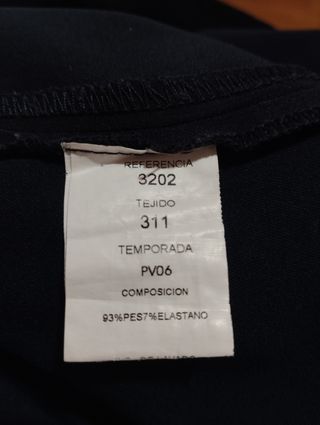 REFERENCIA
3202
TEJIDO
311
TEMPORADA
PV06
COMPOSICION
93%PES7%ELASTANO